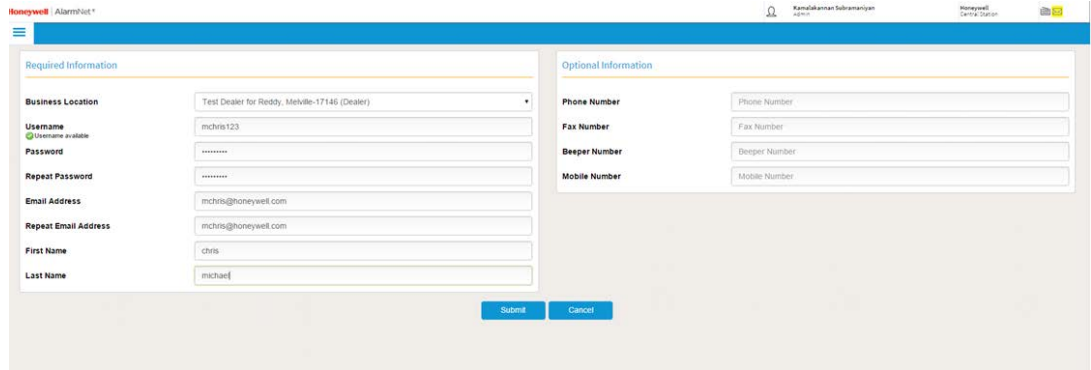 Honeywell | AlarmNet®
Kamalakannan Subramaniyan
Admin
Honeywell
Central Station
Required Information
Business Location
Test Dealer for Reddy, Melville-17146 (Dealer)
Username
mchris123
Username available
Password
•••••••••
Repeat Password
•••••••••
Email Address
mchris@honeywell.com
Repeat Email Address
mchris@honeywell.com
First Name
chris
Last Name
michael
Optional Information
Phone Number
Phone Number
Fax Number
Fax Number
Beeper Number
Beeper Number
Mobile Number
Mobile Number
Submit
Cancel